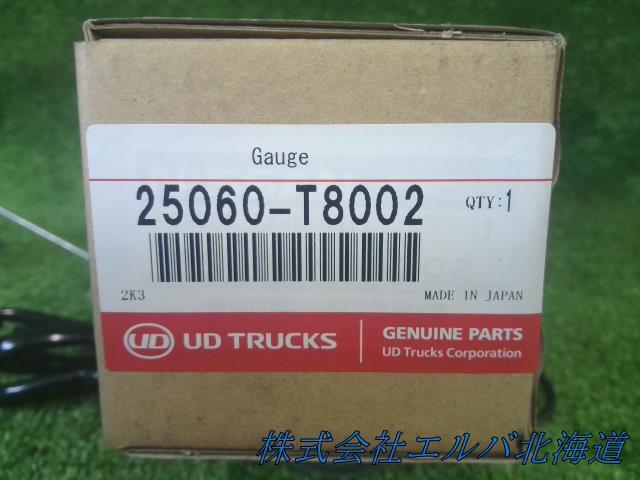 Gauge
25060-T8002 QTY:1
2K3 MADE IN JAPAN
UD UD TRUCKS GENUINE PARTS
UD Trucks Corporation
株式会社エルバ北海道